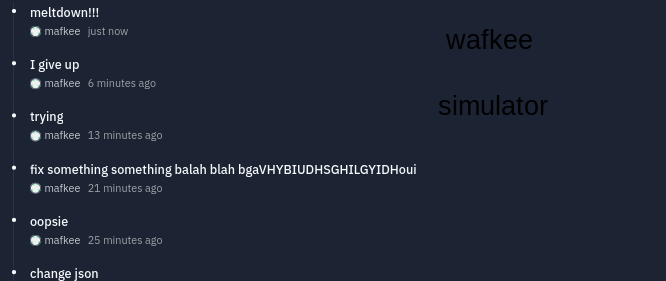 meltdown!!!
mafkee just now
I give up
mafkee 6 minutes ago
trying
mafkee 13 minutes ago
fix something something balah blah bgaVHYBIUDHSGHILGYIDHoui
mafkee 21 minutes ago
oopsie
mafkee 25 minutes ago
change json
wafkee
simulator